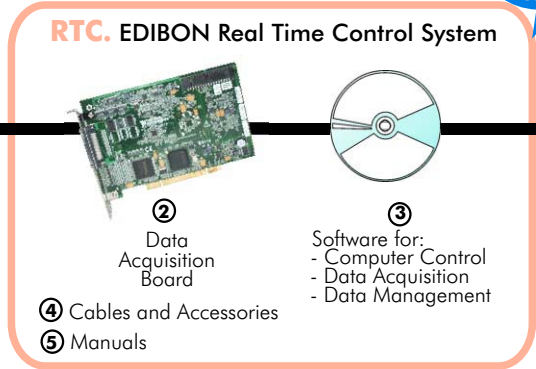 RTC. EDIBON Real Time Control System
2
Data
Acquisition
Board
3
Software for:
- Computer Control
- Data Acquisition
- Data Management
4 Cables and Accessories
5 Manuals